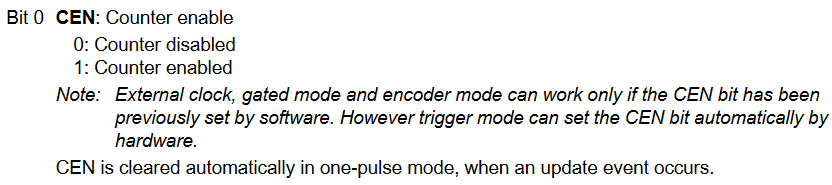 Bit 0 CEN: Counter enable
0: Counter disabled
1: Counter enabled
Note: External clock, gated mode and encoder mode can work only if the CEN bit has been
previously set by software. However trigger mode can set the CEN bit automatically by
hardware.
CEN is cleared automatically in one-pulse mode, when an update event occurs.